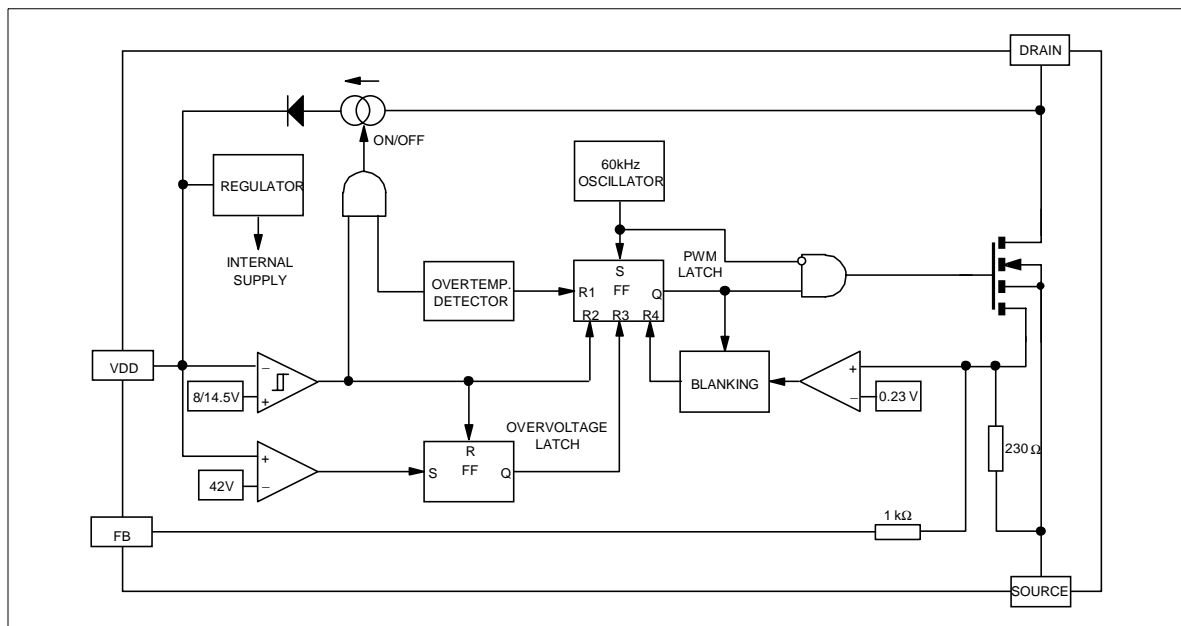 DRAIN
ON/OFF
REGULATOR
60kHz
OSCILLATOR
INTERNAL
SUPPLY
PWM
LATCH
OVERTEMP.
DETECTOR
S
FF
R1
Q
R2 R3 R4
VDD
BLANKING
8/14.5V
0.23 V
OVERVOLTAGE
LATCH
R
FF
S
Q
230 Ω
42V
1 kΩ
FB
SOURCE